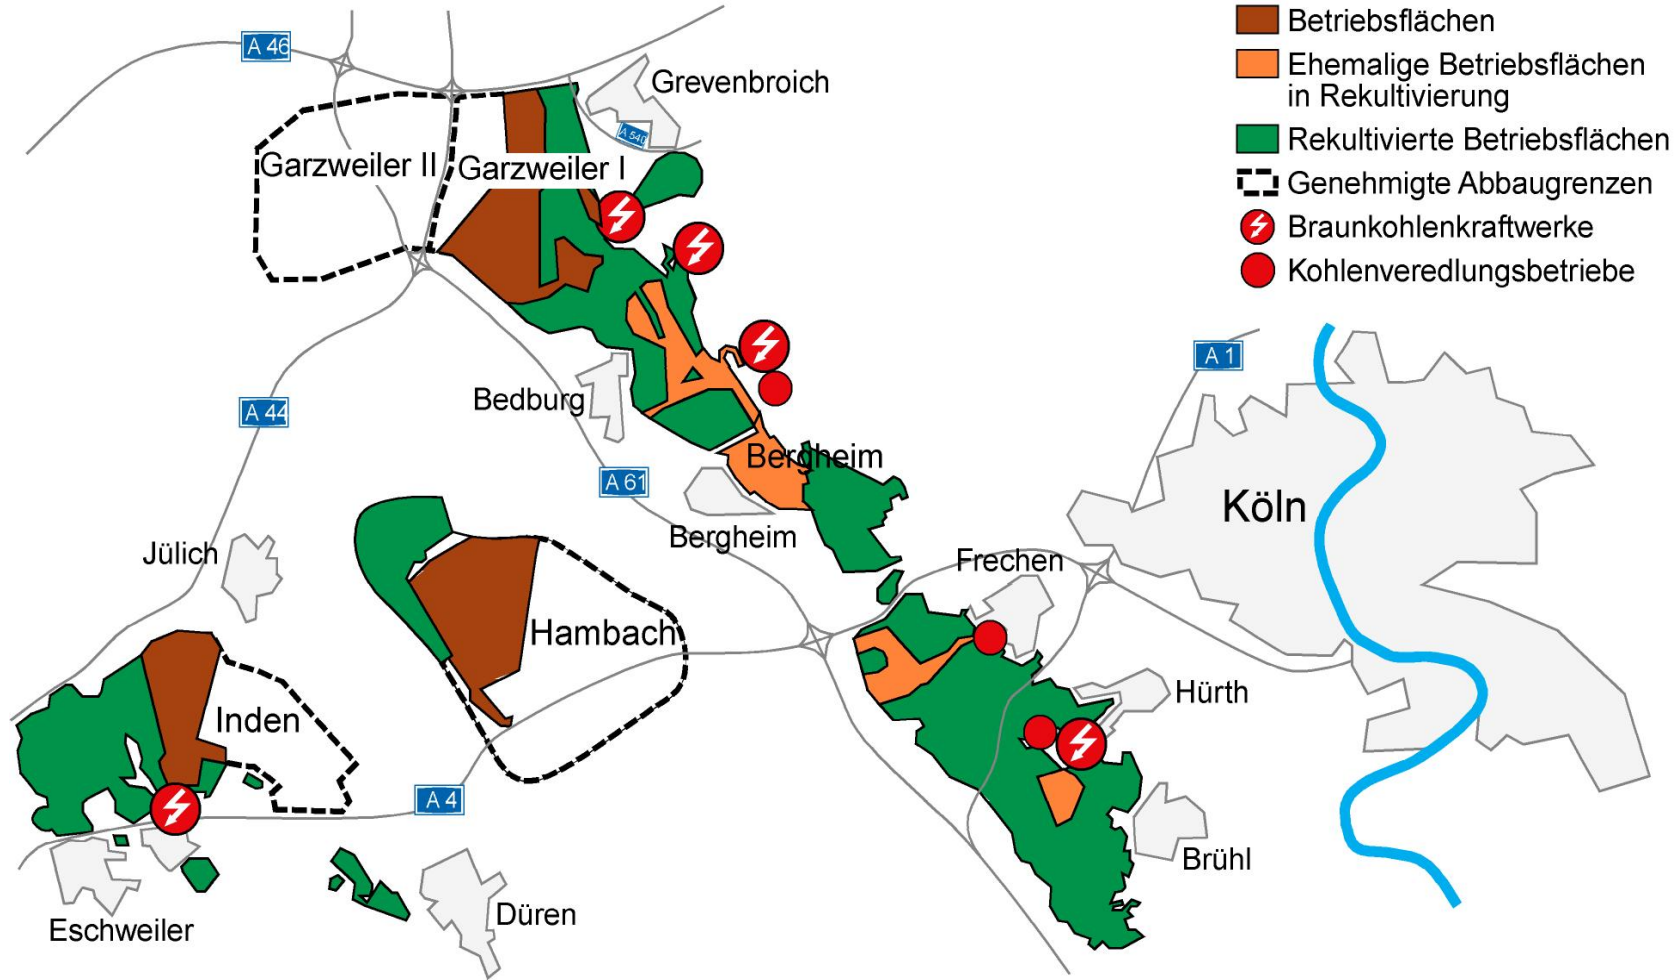 Betriebsflächen
Ehemalige Betriebsflächen
in Rekultivierung
Rekultivierte Betriebsflächen
Genehmigte Abbaugrenzen
Braunkohlenkraftwerke
Kohlenveredlungsbetriebe
A 46
Grevenbroich
A 540
Garzweiler II
Garzweiler I
A 1
Bedburg
A 44
Bergheim
A 61
Köln
Bergheim
Jülich
Frechen
Hambach
Hürth
Inden
A 4
Brühl
Düren
Eschweiler